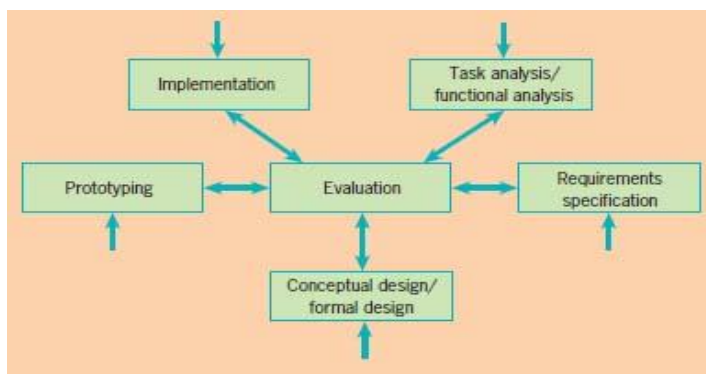 Implementation
Task analysis/
functional analysis
Prototyping
Evaluation
Requirements
specification
Conceptual design/
formal design